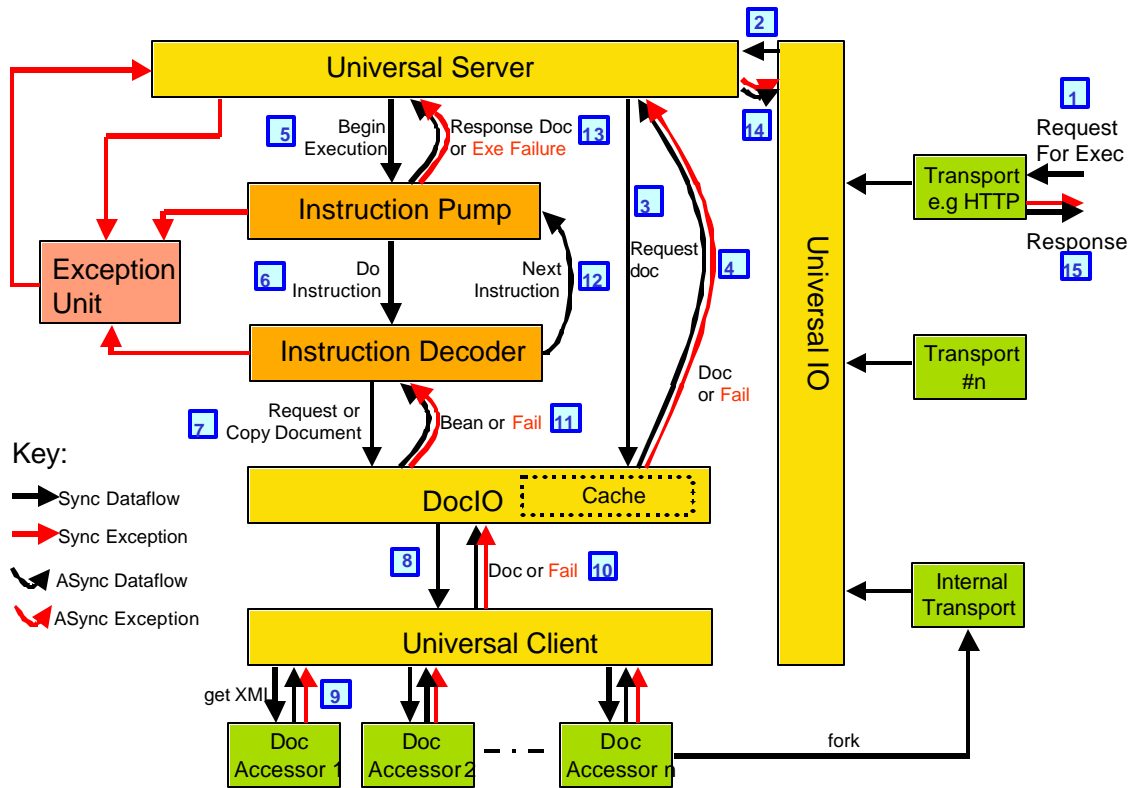 2
Universal Server
1
Request
For Exec
5
Begin
Execution
Response Doc
or Exe Failure
13
14
Transport
e.g HTTP
Instruction Pump
3
Request
doc
4
Response
15
Exception
Unit
6
Do
Instruction
Next
Instruction
12
Universal IO
Instruction Decoder
Transport
#n
Doc
or Fail
7
Request or
Copy Document
Bean or Fail
11
Key:
Sync Dataflow
Sync Exception
ASync Dataflow
ASync Exception
DocIO
Cache
8
Doc or Fail
10
Internal
Transport
Universal Client
get XML
9
Doc
Accessor 1
Doc
Accessor 2
Doc
Accessor n
fork